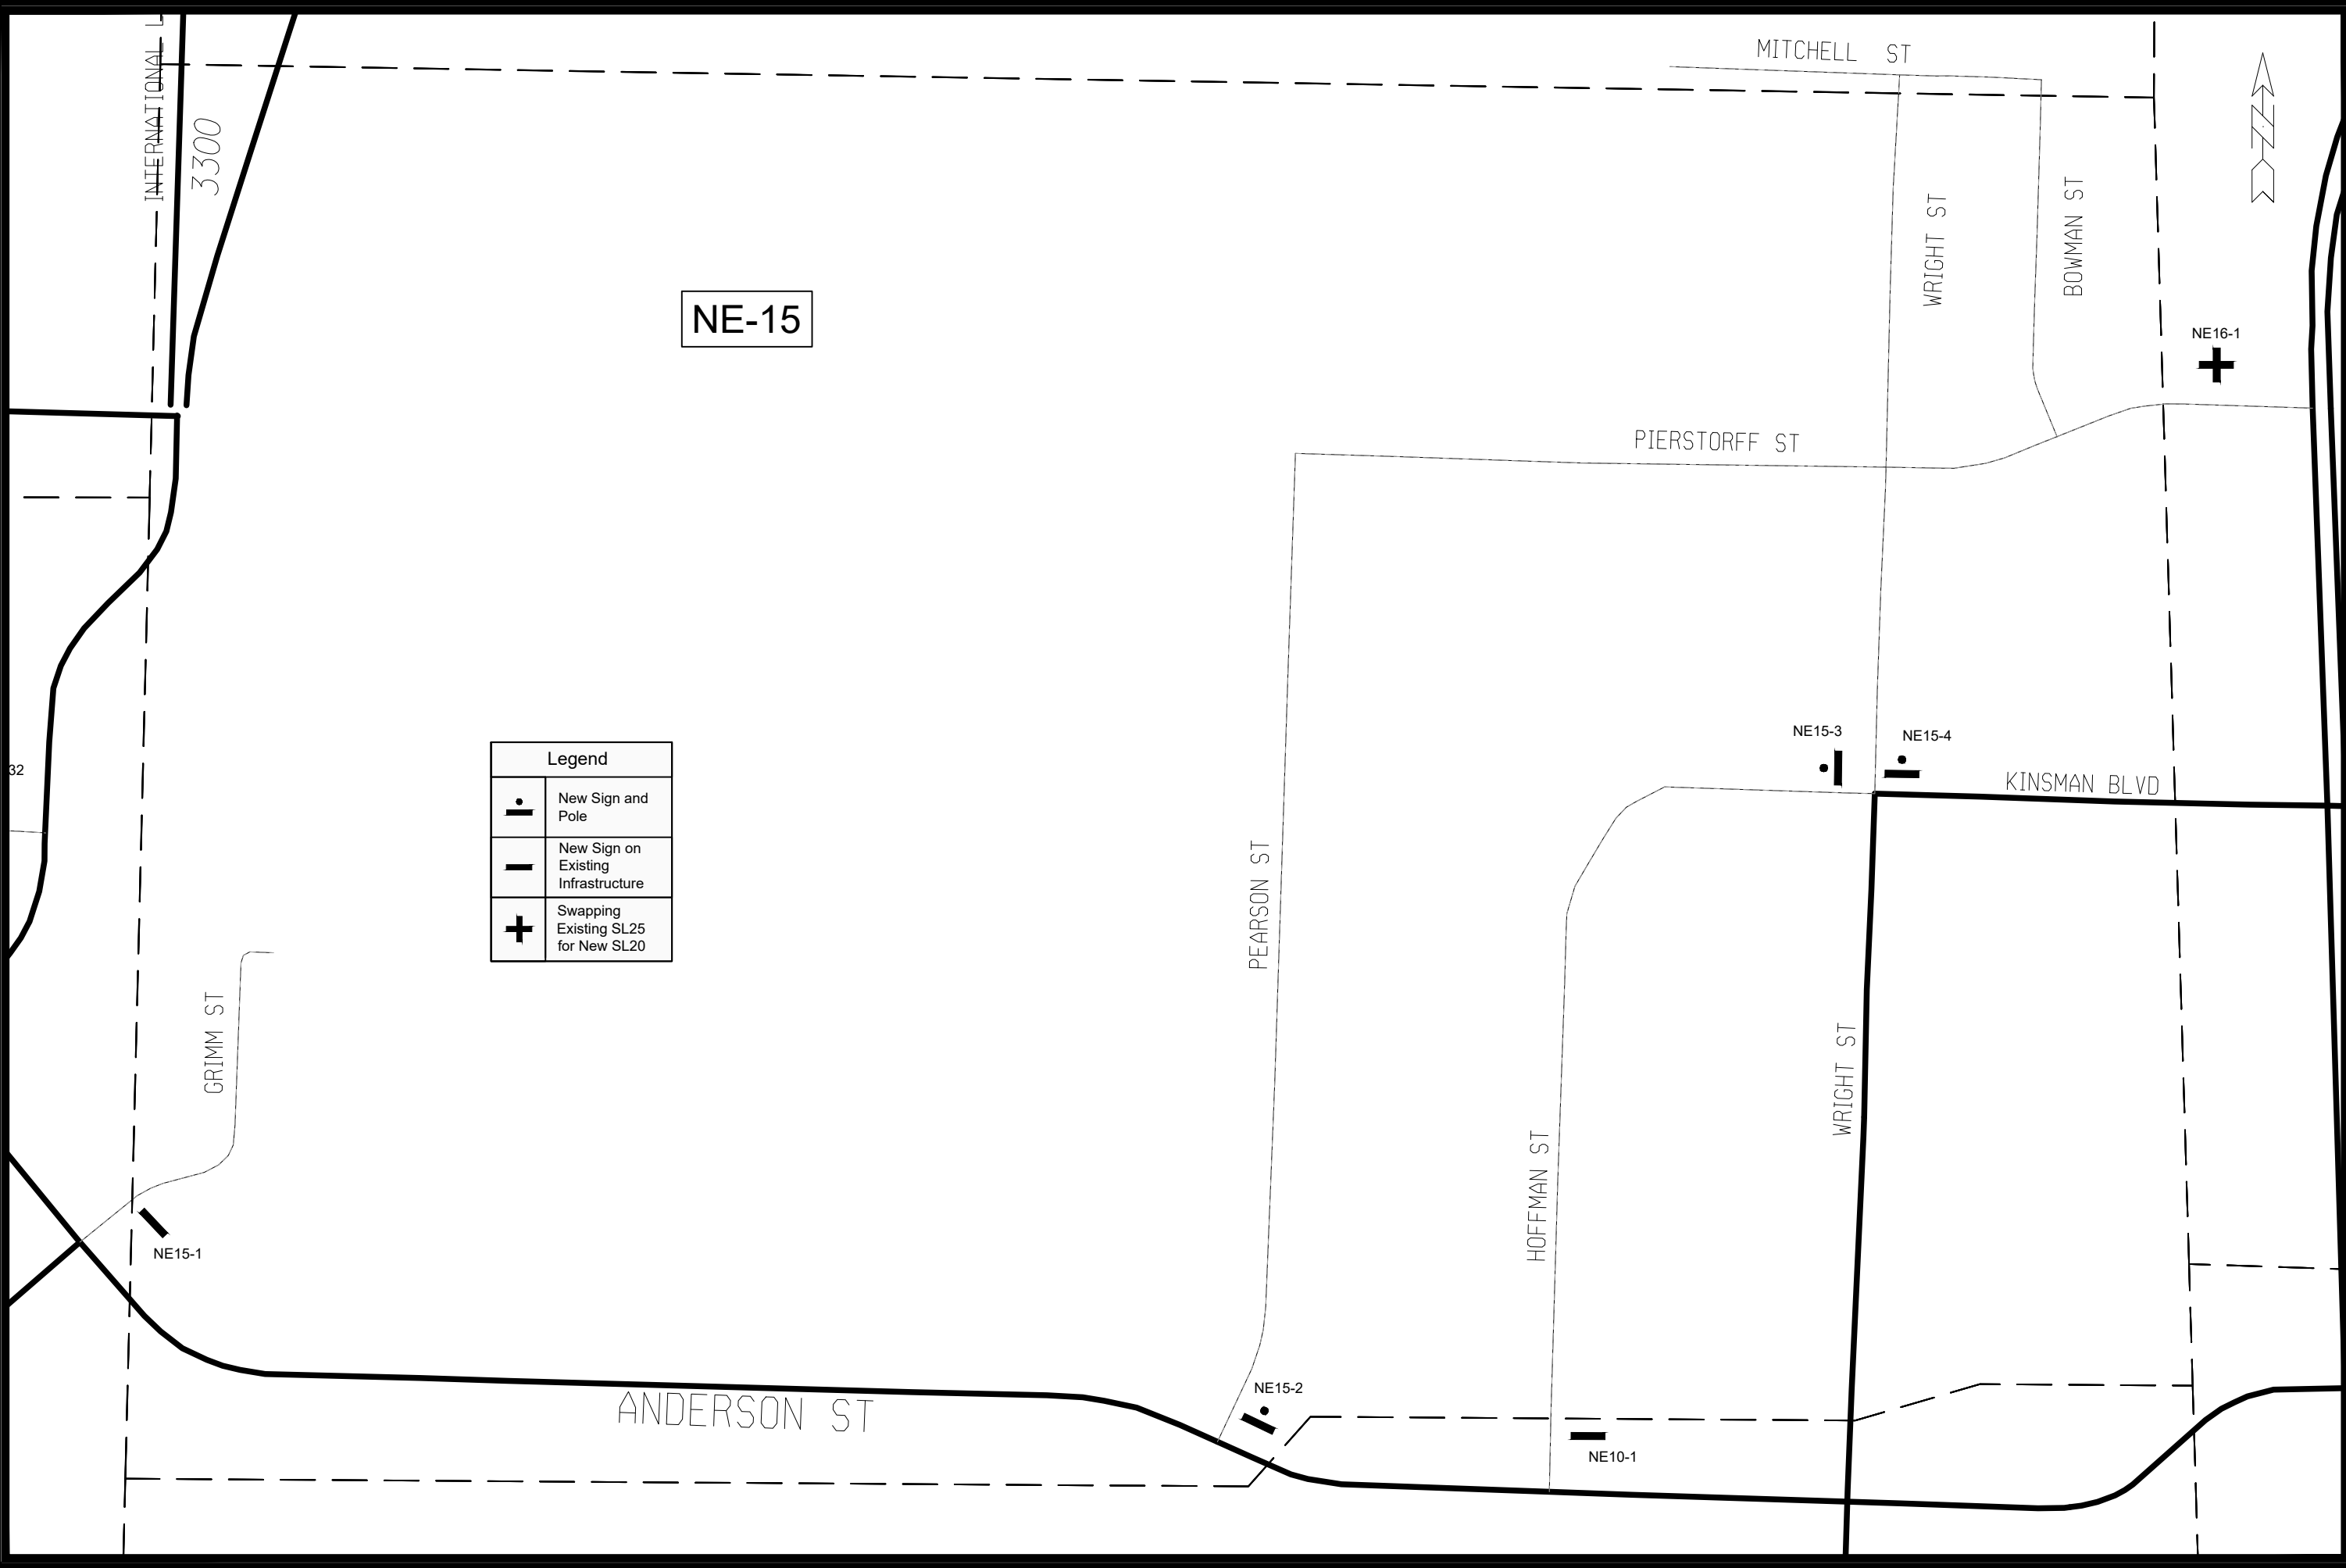 MITCHELL ST
INTERNATIONAL L
3300
WRIGHT ST
BOWMAN ST
NE-15
NE16-1
PIERSTORFF ST
NE15-3
NE15-4
KINSMAN BLVD
32
Legend
New Sign and
Pole
New Sign on
Existing
Infrastructure
Swapping
Existing SL25
for New SL20
PEARSON ST
GRIMM ST
WRIGHT ST
HOFFMAN ST
NE15-1
ANDERSON ST
NE15-2
NE10-1